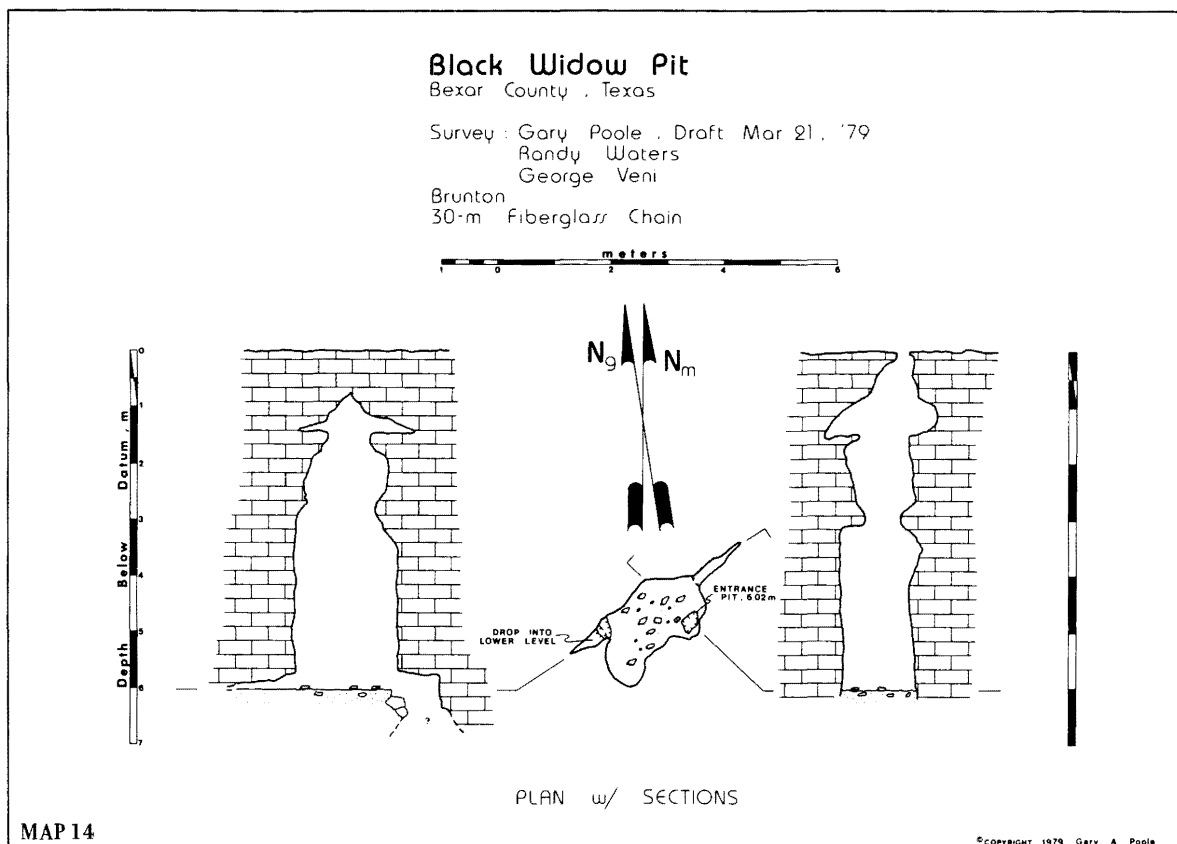 Black Widow Pit
Bexar County , Texas
Survey : Gary Poole , Draft Mar 21 , '79
Randy Waters
George Veni
Brunton
30-m Fiberglass Chain
meters
1 0 2 4 6
Ng Nm
Depth Below Datum, m
0
1
2
3
4
5
6
7
ENTRANCE
PIT, 6.02m
DROP INTO
LOWER LEVEL
?
PLAN w/ SECTIONS
MAP 14
©COPYRIGHT 1979 Gary A Poole